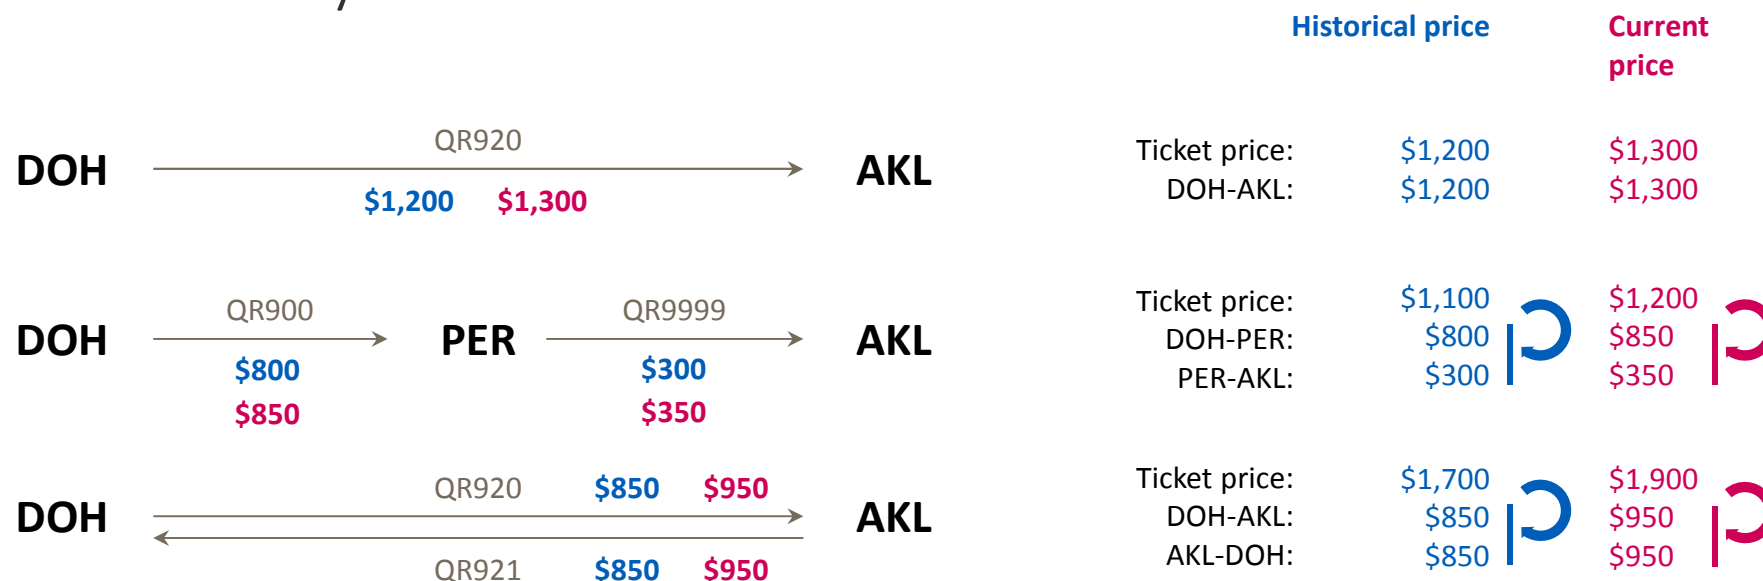 Historical price Current
price
QR920
DOH AKL
$1,200 $1,300
Ticket price: $1,200 $1,300
DOH-AKL: $1,200 $1,300
QR900 QR9999
DOH PER AKL
$800 $300
$850 $350
Ticket price: $1,100 $1,200
DOH-PER: $800 $850
PER-AKL: $300 $350
QR920 $850 $950
DOH AKL
QR921 $850 $950
Ticket price: $1,700 $1,900
DOH-AKL: $850 $950
AKL-DOH: $850 $950